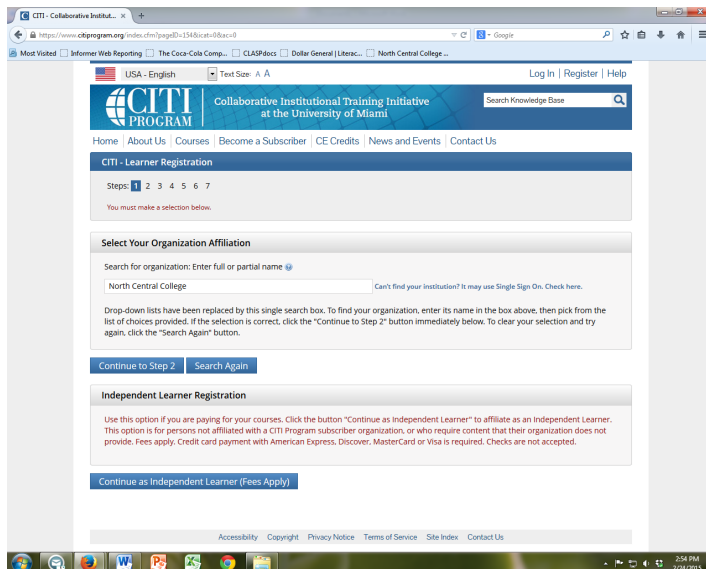 CITI - Collaborative Institut... × +
https://www.citiprogram.org/index.cfm?pageID=154&icat=0&ac=0
Google
Most Visited Informer Web Reporting The Coca-Cola Comp... CLASPdocs Dollar General | Literac... North Central College ...
USA - English Text Size: A A Log In | Register | Help
CITI PROGRAM
Collaborative Institutional Training Initiative
at the University of Miami
Search Knowledge Base
Home | About Us | Courses | Become a Subscriber | CE Credits | News and Events | Contact Us
CITI - Learner Registration
Steps: 1 2 3 4 5 6 7
You must make a selection below.
Select Your Organization Affiliation
Search for organization: Enter full or partial name
North Central College Can't find your institution? It may use Single Sign On. Check here.
Drop-down lists have been replaced by this single search box. To find your organization, enter its name in the box above, then pick from the
list of choices provided. If the selection is correct, click the "Continue to Step 2" button immediately below. To clear your selection and try
again, click the "Search Again" button.
Continue to Step 2 Search Again
Independent Learner Registration
Use this option if you are paying for your courses. Click the button "Continue as Independent Learner" to affiliate as an Independent Learner.
This option is for persons not affiliated with a CITI Program subscriber organization, or who require content that their organization does not
provide. Fees apply. Credit card payment with American Express, Discover, MasterCard or Visa is required. Checks are not accepted.
Continue as Independent Learner (Fees Apply)
Accessibility Copyright Privacy Notice Terms of Service Site Index Contact Us
2:54 PM
2/24/2015